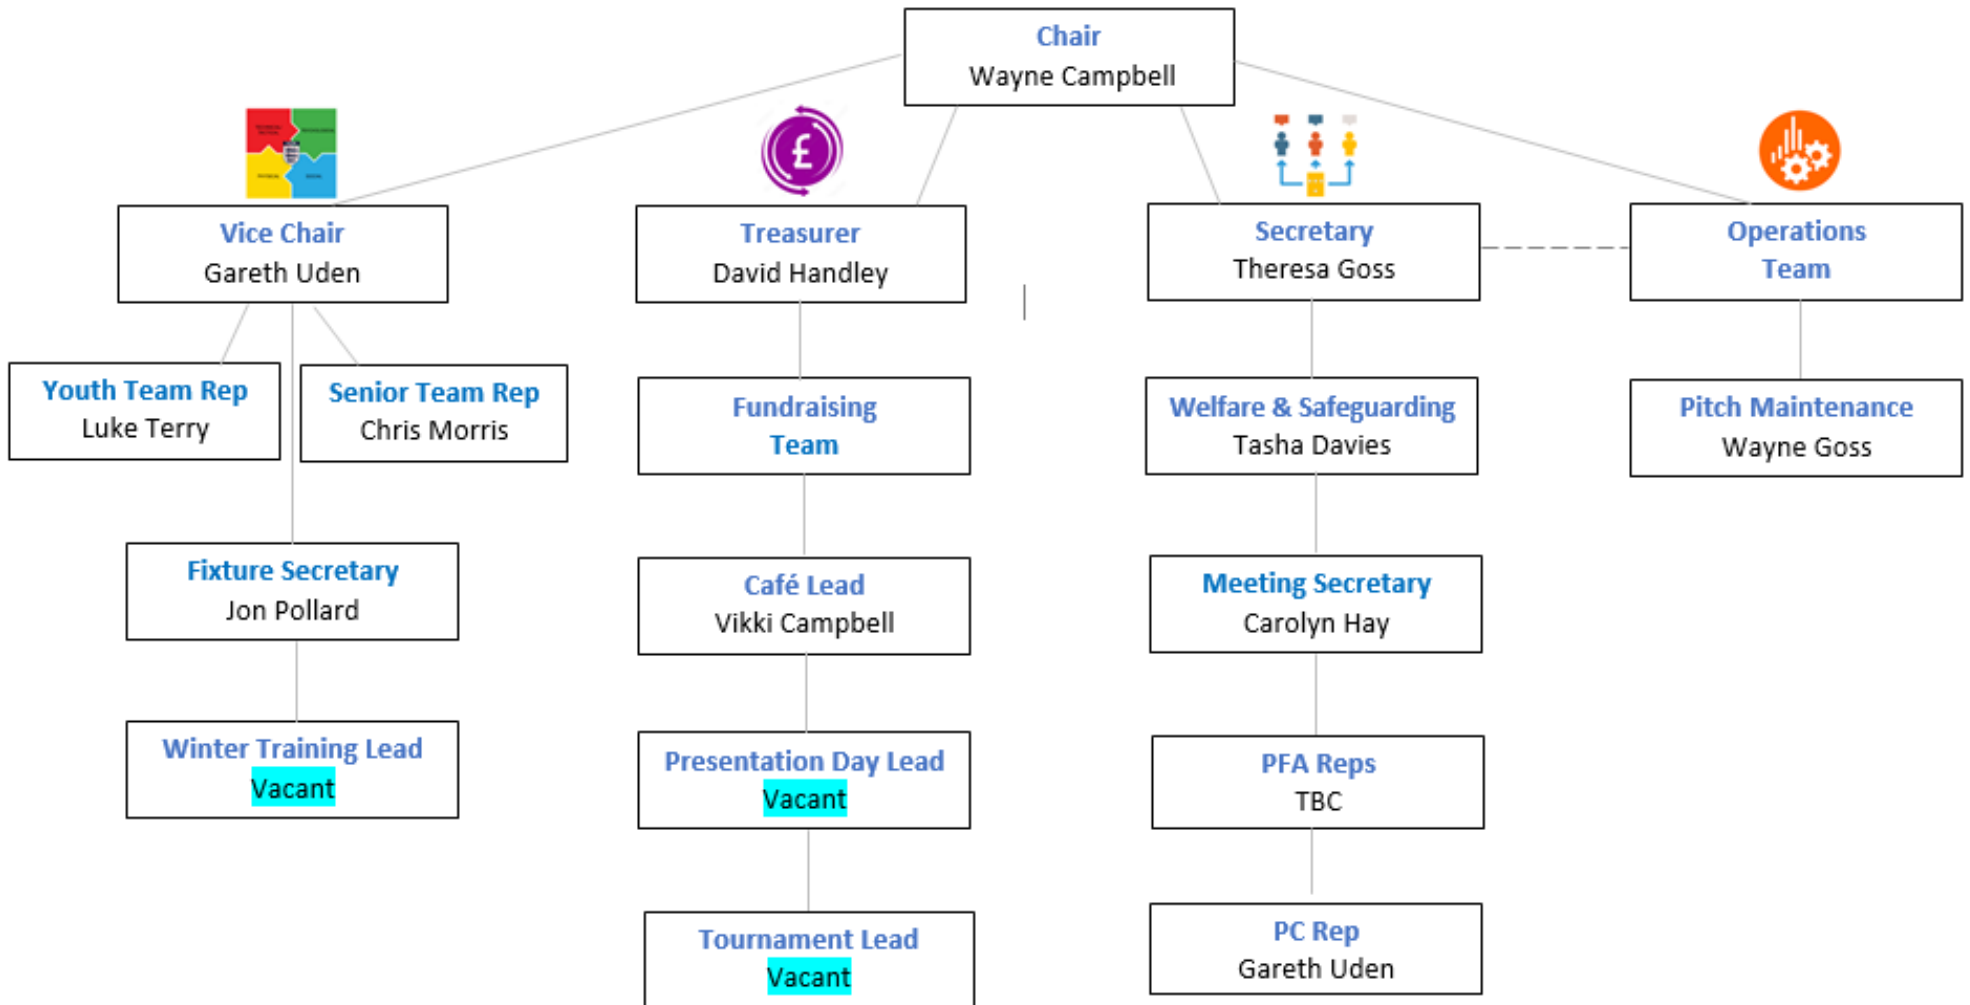 Chair
Wayne Campbell
Vice Chair
Gareth Uden
Treasurer
David Handley
Secretary
Theresa Goss
Operations
Team
Youth Team Rep
Luke Terry
Senior Team Rep
Chris Morris
Fundraising
Team
Welfare & Safeguarding
Tasha Davies
Pitch Maintenance
Wayne Goss
Fixture Secretary
Jon Pollard
Café Lead
Vikki Campbell
Meeting Secretary
Carolyn Hay
Winter Training Lead
Vacant
Presentation Day Lead
Vacant
PFA Reps
TBC
Tournament Lead
Vacant
PC Rep
Gareth Uden